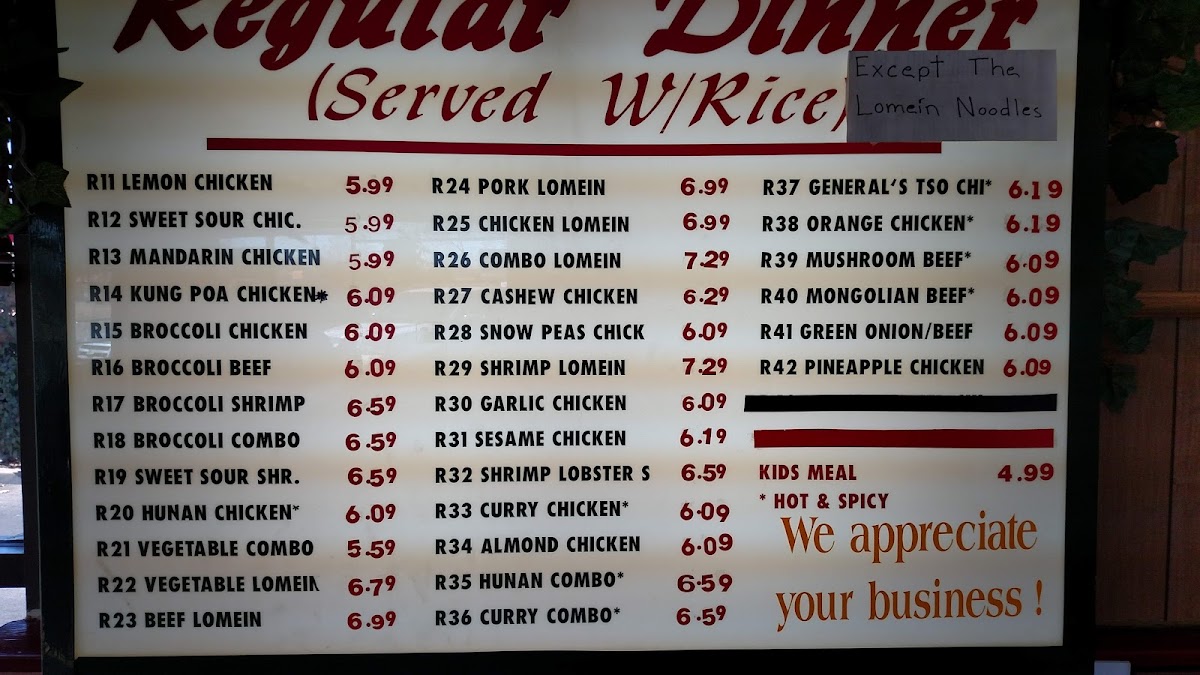 Regular Dinner
(Served W/Rice)
Except The
Lomein Noodles
R11 LEMON CHICKEN 5.99
R12 SWEET SOUR CHIC. 5.99
R13 MANDARIN CHICKEN 5.99
R14 KUNG POA CHICKEN* 6.09
R15 BROCCOLI CHICKEN 6.09
R16 BROCCOLI BEEF 6.09
R17 BROCCOLI SHRIMP 6.59
R18 BROCCOLI COMBO 6.59
R19 SWEET SOUR SHR. 6.59
R20 HUNAN CHICKEN* 6.09
R21 VEGETABLE COMBO 5.59
R22 VEGETABLE LOMEIN 6.79
R23 BEEF LOMEIN 6.99
R24 PORK LOMEIN 6.99
R25 CHICKEN LOMEIN 6.99
R26 COMBO LOMEIN 7.29
R27 CASHEW CHICKEN 6.29
R28 SNOW PEAS CHICK 6.09
R29 SHRIMP LOMEIN 7.29
R30 GARLIC CHICKEN 6.09
R31 SESAME CHICKEN 6.19
R32 SHRIMP LOBSTER S 6.59
R33 CURRY CHICKEN* 6.09
R34 ALMOND CHICKEN 6.09
R35 HUNAN COMBO* 6.59
R36 CURRY COMBO* 6.59
R37 GENERAL'S TSO CHI* 6.19
R38 ORANGE CHICKEN* 6.19
R39 MUSHROOM BEEF* 6.09
R40 MONGOLIAN BEEF* 6.09
R41 GREEN ONION/BEEF 6.09
R42 PINEAPPLE CHICKEN 6.09
KIDS MEAL 4.99
* HOT & SPICY
We appreciate
your business !